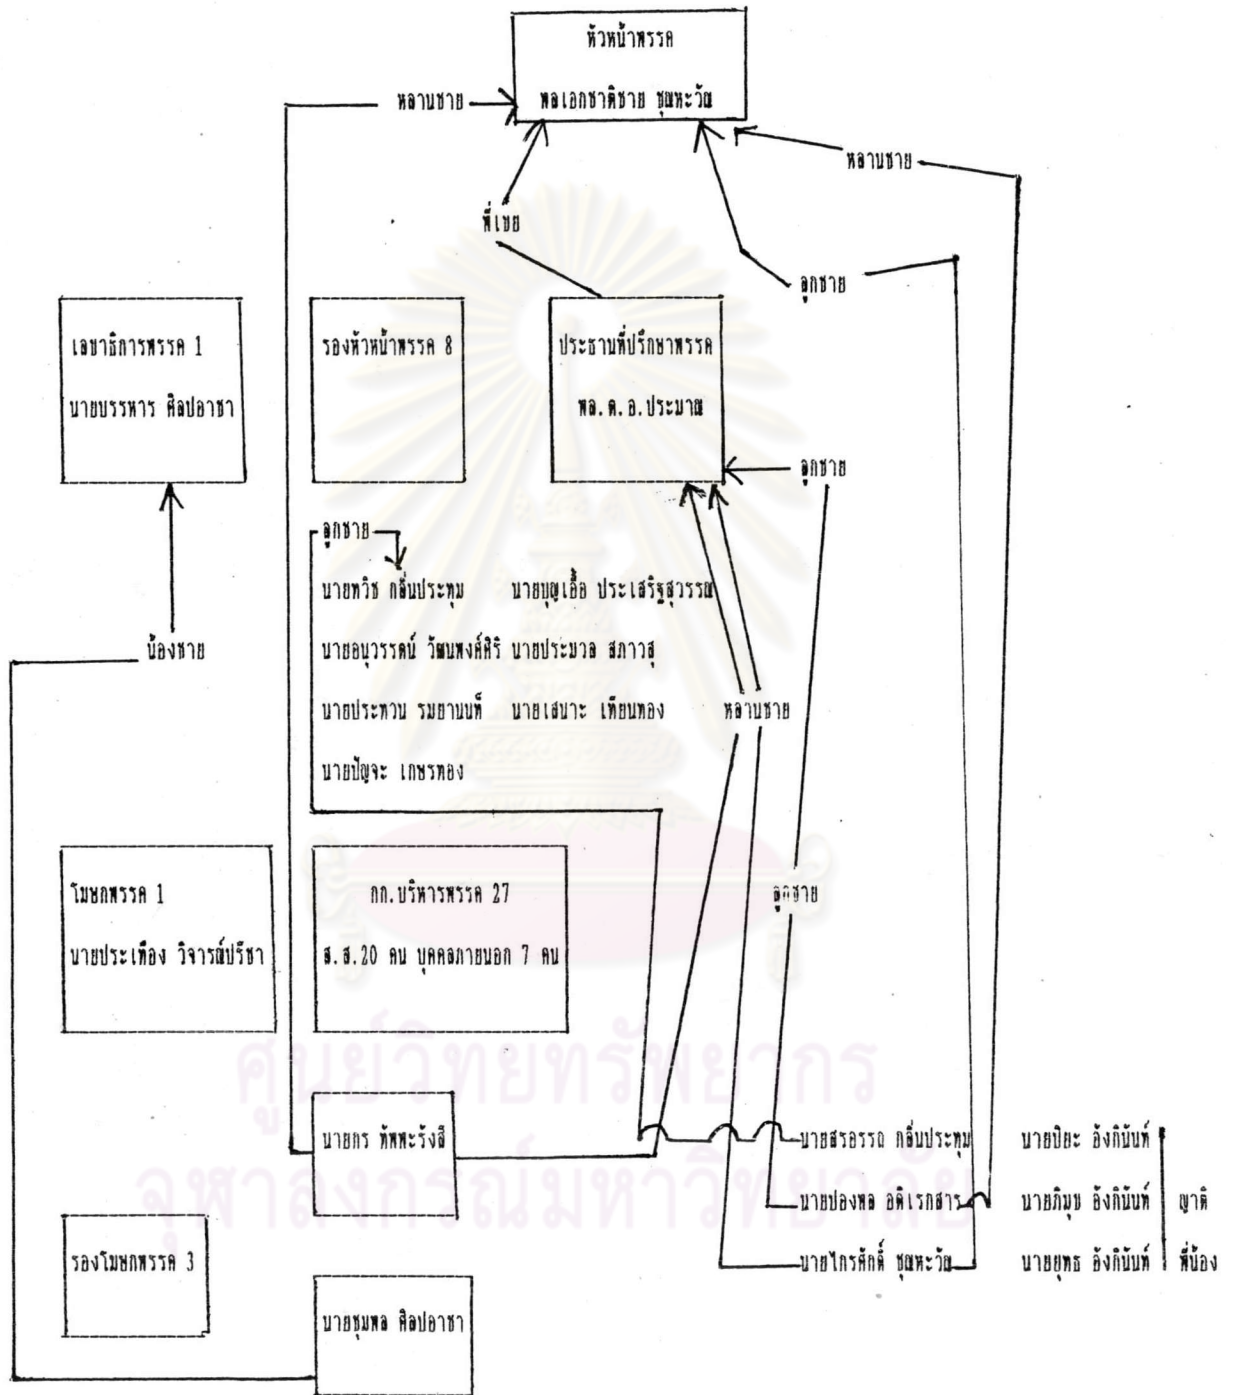 หัวหน้าพรรค
หลานชาย
พลเอกชาติชาย ชุณหะวัณ
หลานชาย
พี่เขย
ลูกชาย
เลขาธิการพรรค 1
นายบรรหาร ศิลปอาชา
รองหัวหน้าพรรค 8
ประธานที่ปรึกษาพรรค
พล.ต.อ.ประมาณ
ลูกชาย
ลูกชาย
นายทวิช กลิ่นประทุม นายบุญเอื้อ ประเสริฐสุวรรณ
น้องชาย
นายอนุวรรตน์ วัฒนพงศ์ศิริ นายประมวล สภาวสุ
นายประทวน รมยานนท์ นายเสนาะ เทียนทอง
หลานชาย
นายปัญจะ เกษรทอง
โฆษกพรรค 1
นายประเทือง วิจารณ์ปรีชา
กก.บริหารพรรค 27
ส.ส.20 คน บุคคลภายนอก 7 คน
ลูกชาย
ศูนย์วิทยทรัพยากร
จุฬาลงกรณ์มหาวิทยาลัย
นายกร ทัพพะรังสี
นายสรอรรถ กลิ่นประทุม นายปิยะ อังกินันท์
นายปองพล อดิเรกสาร นายภิมุข อังกินันท์ ญาติ
นายไกรศักดิ์ ชุณหะวัณ นายยุทธ อังกินันท์ พี่น้อง
รองโฆษกพรรค 3
นายชุมพล ศิลปอาชา